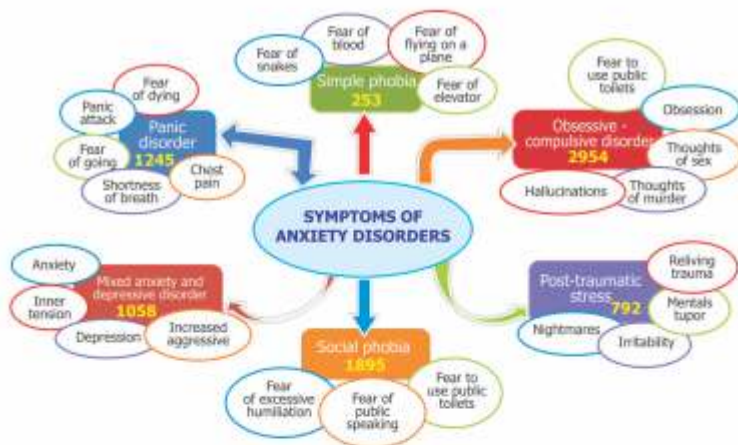 Fear of
snakes
Fear of
blood
Fear of
flying on a
plane
Fear of
elevator
Simple phobia
253
Fear
of dying
Panic
attack
Fear
of going
Shortness
of breath
Chest
pain
Panic
disorder
1245
Fear to
use public
toilets
Obsession
Thoughts
of sex
Thoughts
of murder
Hallucinations
Obsessive -
compulsive disorder
2954
SYMPTOMS OF
ANXIETY DISORDERS
Anxiety
Inner
tension
Depression
Increased
aggressive
Mixed anxiety and
depressive disorder
1058
Social phobia
1895
Fear
of excessive
humiliation
Fear of
public
speaking
Fear to
use public
toilets
Post-traumatic
stress
792
Reliving
trauma
Mentals
tupor
Irritability
Nightmares